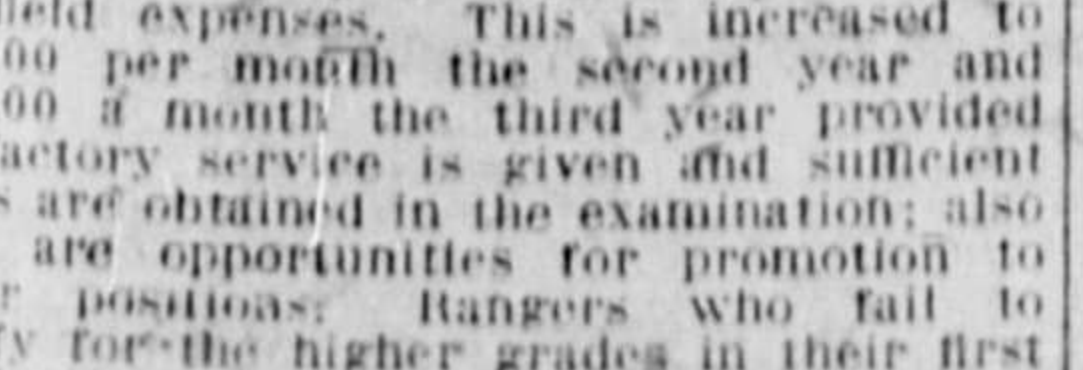 field expenses. This is increased to
00 per month the second year and
00 a month the third year provided
actory service is given and sufficient
s are obtained in the examination; also
are opportunities for promotion to
r positions: Rangers who fail to
fy for the higher grades in their first